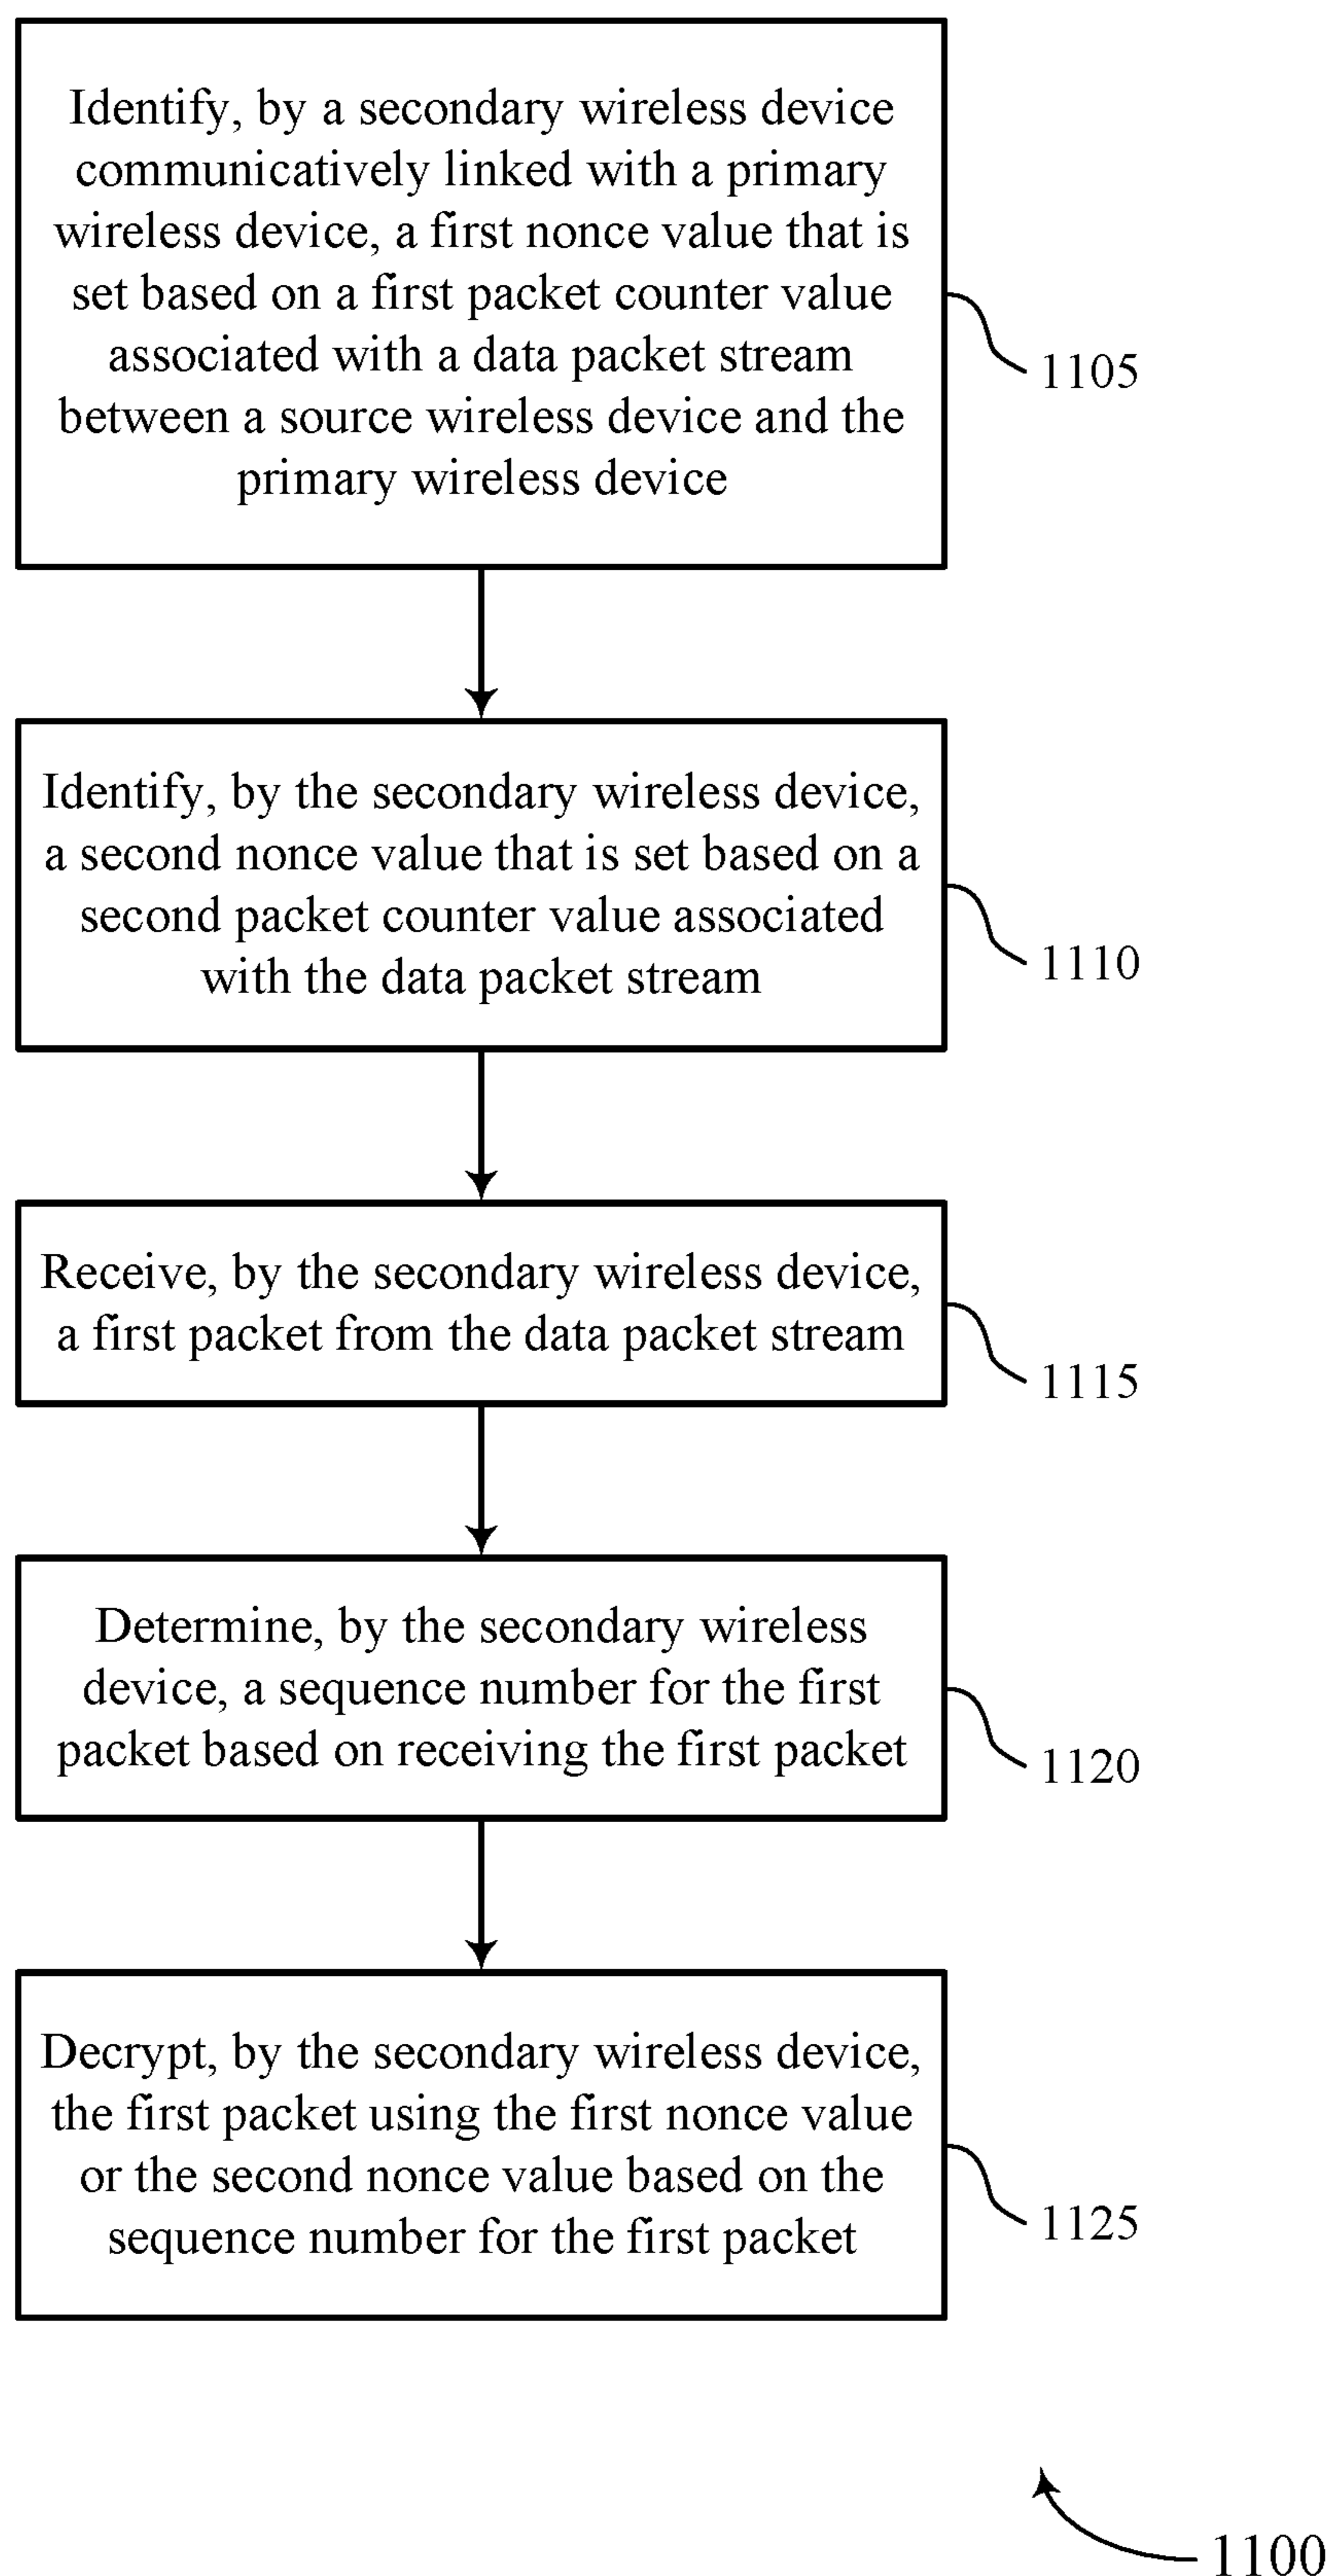 Identify, by a secondary wireless device
communicatively linked with a primary
wireless device, a first nonce value that is
set based on a first packet counter value
associated with a data packet stream
between a source wireless device and the
primary wireless device
1105
Identify, by the secondary wireless device,
a second nonce value that is set based on a
second packet counter value associated
with the data packet stream
1110
Receive, by the secondary wireless device,
a first packet from the data packet stream
1115
Determine, by the secondary wireless
device, a sequence number for the first
packet based on receiving the first packet
1120
Decrypt, by the secondary wireless device,
the first packet using the first nonce value
or the second nonce value based on the
sequence number for the first packet
1125
1100